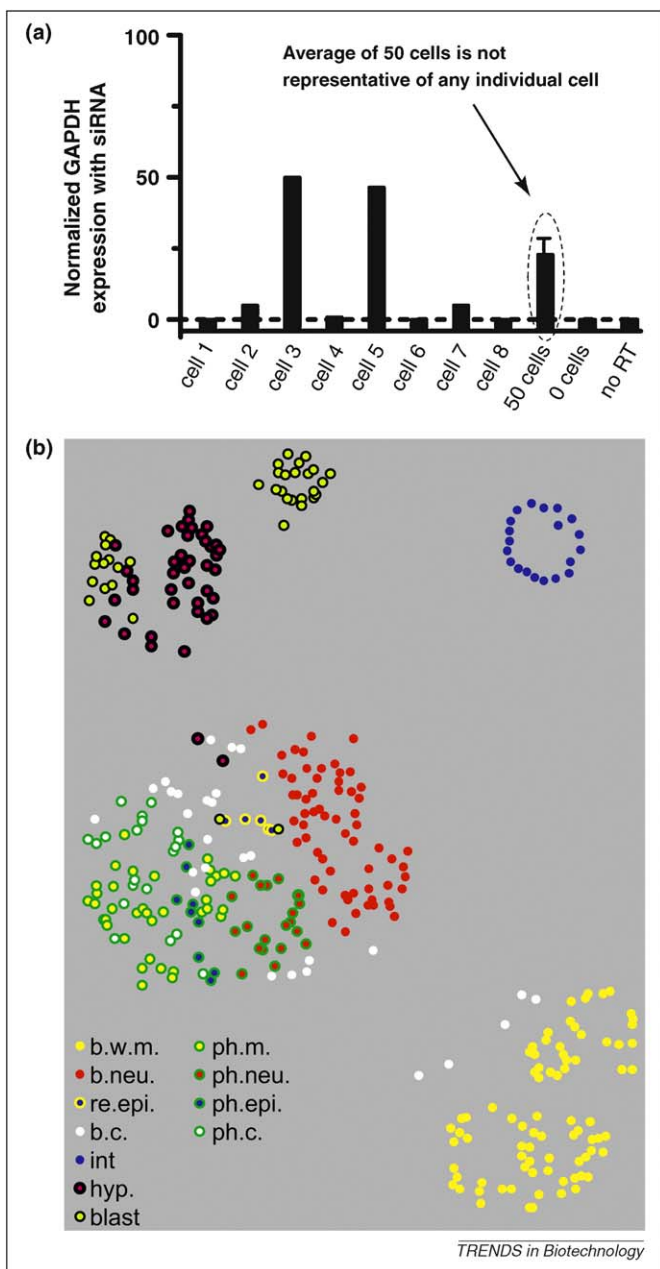 (a)
100
50
0
Normalized GAPDH
expression with siRNA
Average of 50 cells is not
representative of any individual cell
cell 1
cell 2
cell 3
cell 4
cell 5
cell 6
cell 7
cell 8
50 cells
0 cells
no RT
(b)
b.w.m.
b.neu.
re.epi.
b.c.
int
hyp.
blast
ph.m.
ph.neu.
ph.epi.
ph.c.
TRENDS in Biotechnology